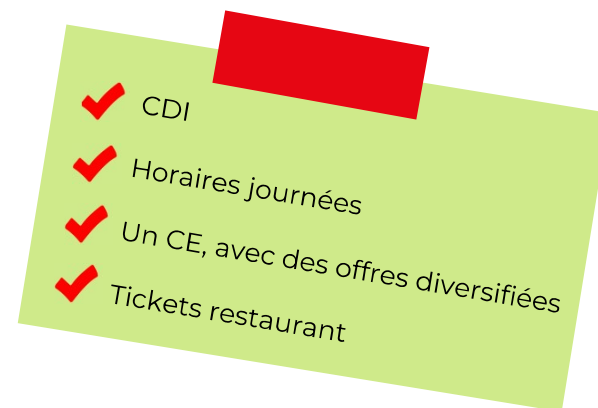 CDI
Horaires journées
Un CE, avec des offres diversifiées
Tickets restaurant